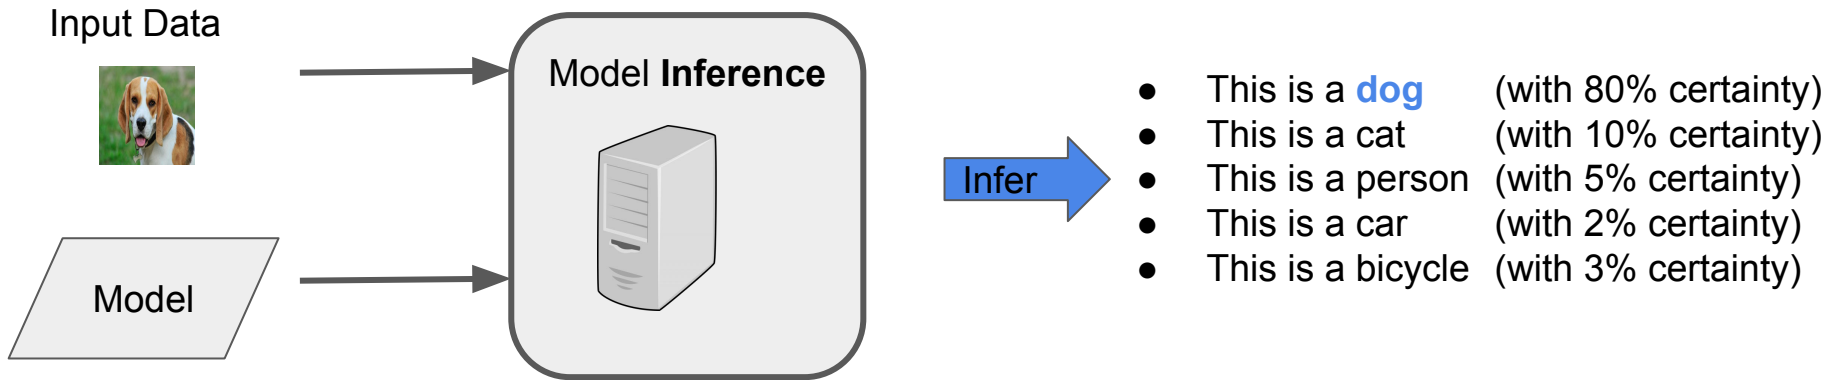 Input Data
Model
Model Inference
Infer
● This is a dog (with 80% certainty)
● This is a cat (with 10% certainty)
● This is a person (with 5% certainty)
● This is a car (with 2% certainty)
● This is a bicycle (with 3% certainty)